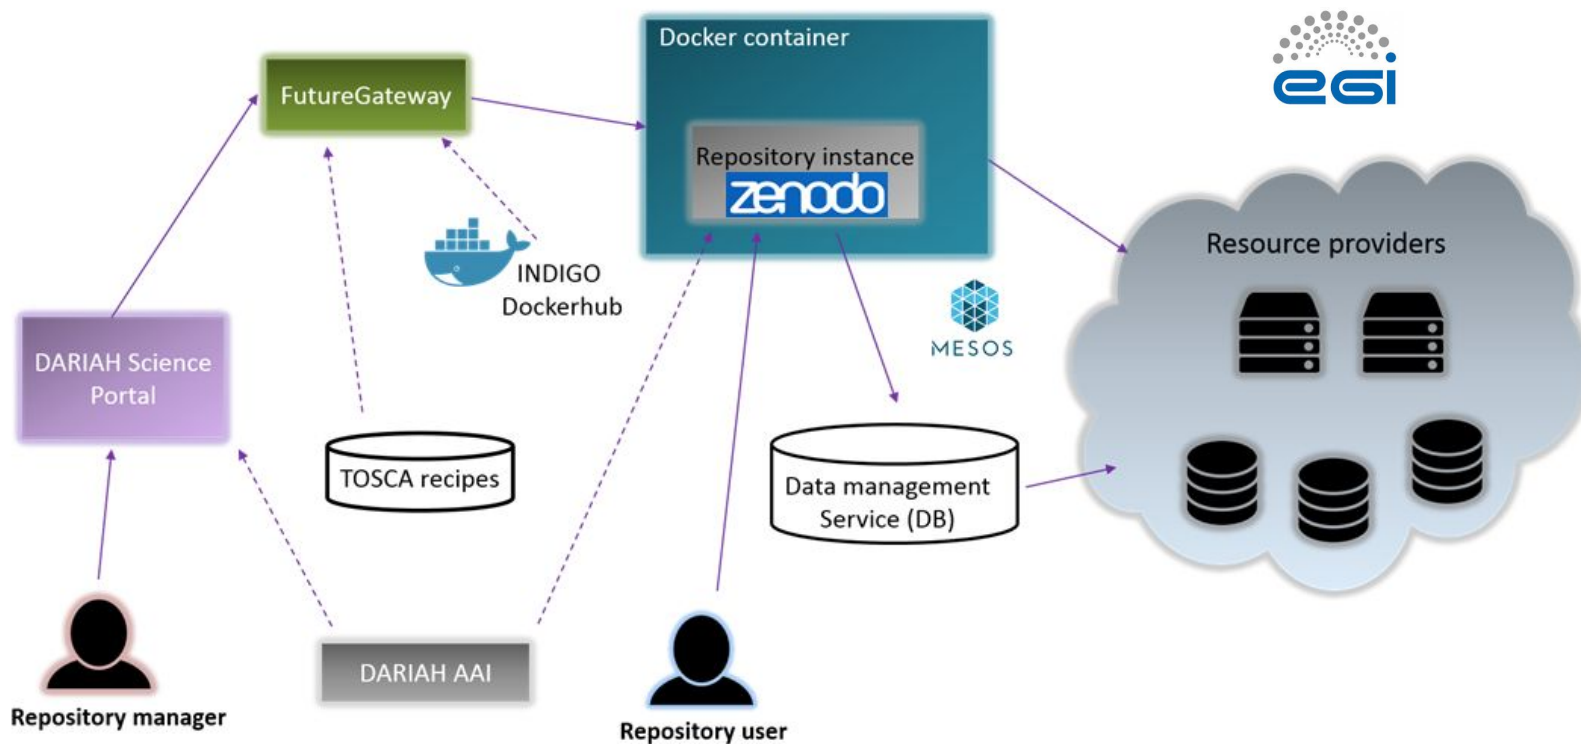 Docker container
egi
FutureGateway
Repository instance
zenodo
Resource providers
INDIGO
Dockerhub
MESOS
DARIAH Science
Portal
TOSCA recipes
Data management
Service (DB)
DARIAH AAI
Repository manager
Repository user